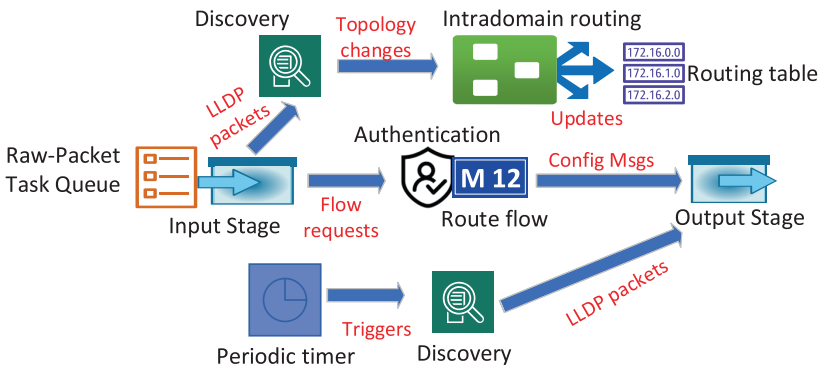 Discovery
Topology
changes
Intradomain routing
172.16.0.0
172.16.1.0
172.16.2.0
Routing table
Updates
LLDP
packets
Raw-Packet
Task Queue
Input Stage
Flow
requests
Authentication
M 12
Route flow
Config Msgs
Output Stage
Periodic timer
Triggers
Discovery
LLDP packets